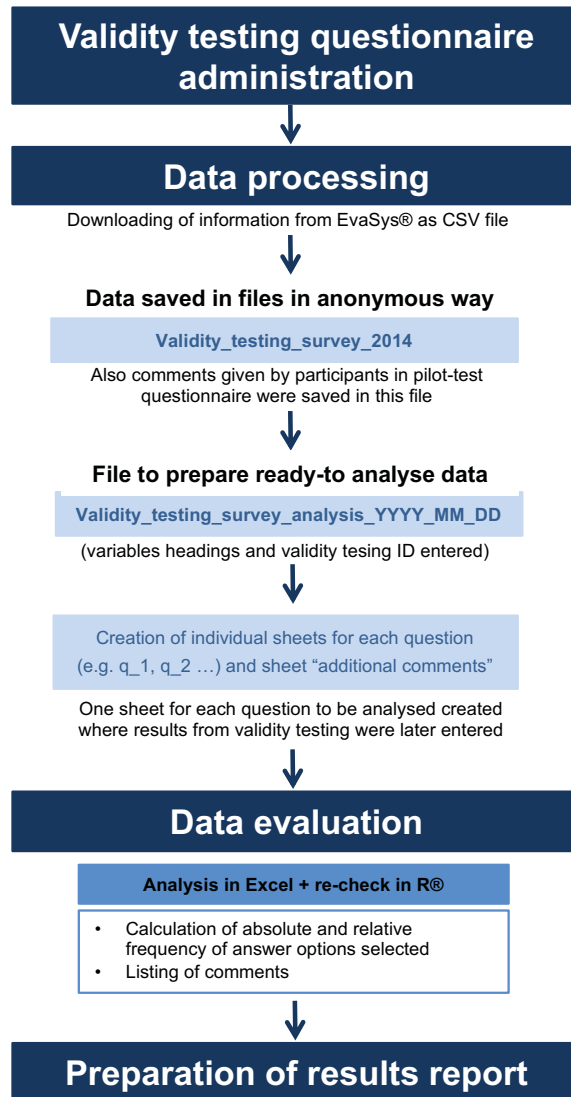 Validity testing questionnaire
administration
Data processing
Downloading of information from EvaSys® as CSV file
Data saved in files in anonymous way
Validity_testing_survey_2014
Also comments given by participants in pilot-test
questionnaire were saved in this file
File to prepare ready-to analyse data
Validity_testing_survey_analysis_YYYY_MM_DD
(variables headings and validity tesing ID entered)
Creation of individual sheets for each question
(e.g. q_1, q_2 ...) and sheet “additional comments”
One sheet for each question to be analysed created
where results from validity testing were later entered
Data evaluation
Analysis in Excel + re-check in R®
• Calculation of absolute and relative
frequency of answer options selected
• Listing of comments
Preparation of results report